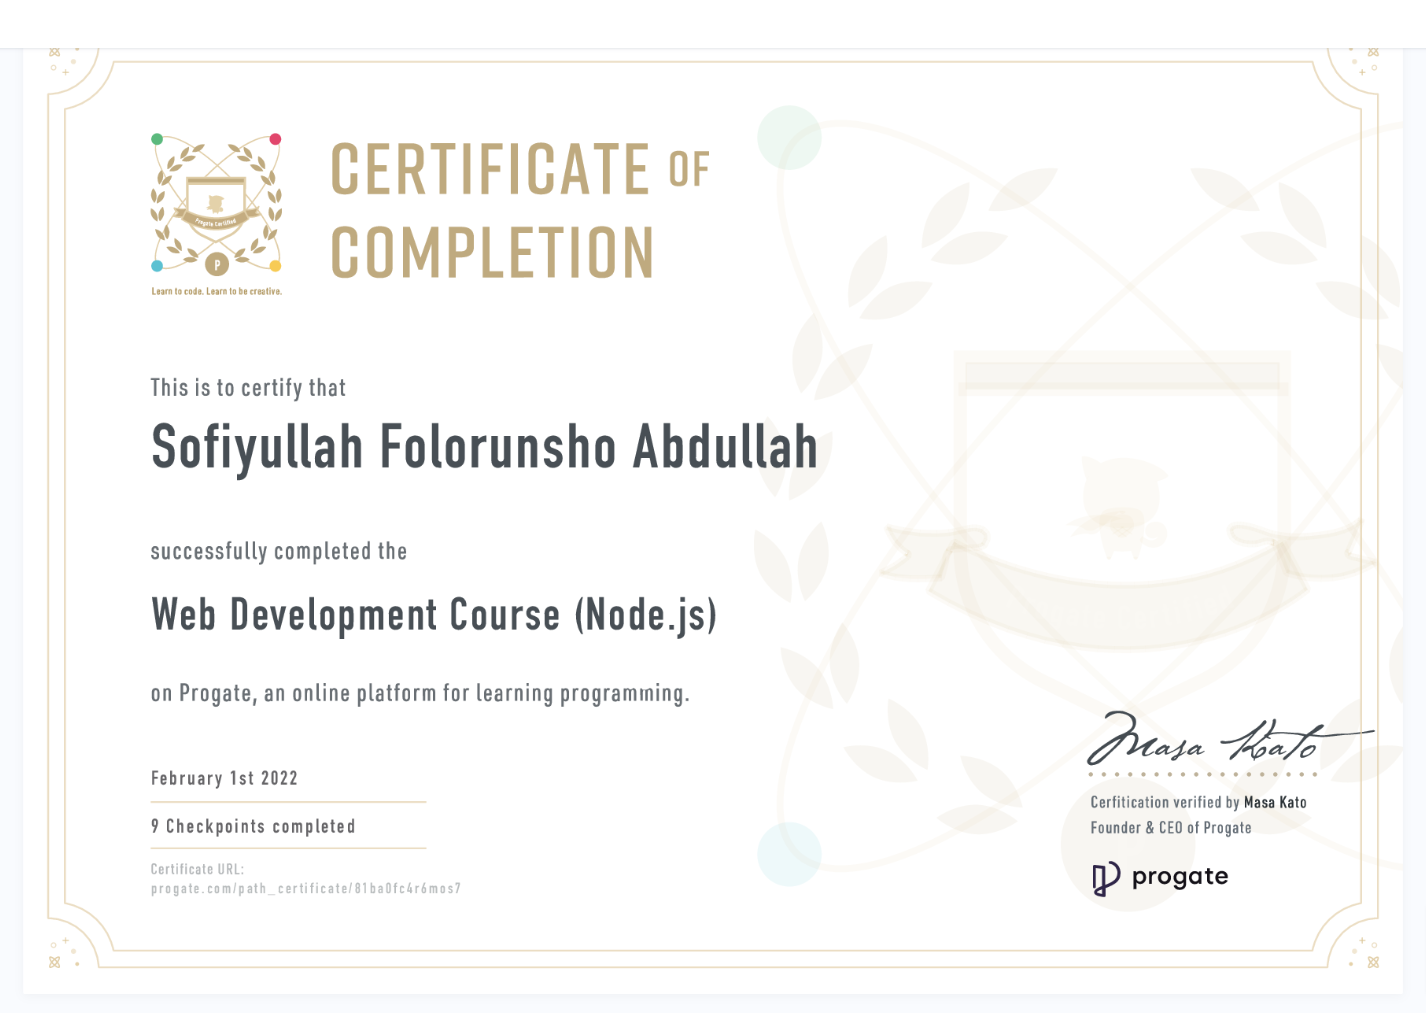 CERTIFICATE OF
COMPLETION
Progate Certified
P
Learn to code. Learn to be creative.
This is to certify that
Sofiyullah Folorunsho Abdullah
successfully completed the
Web Development Course (Node.js)
on Progate, an online platform for learning programming.
February 1st 2022
9 Checkpoints completed
Certificate URL:
progate.com/path_certificate/81ba0fc4r6mos7
Masa Kato
Cerfitication verified by Masa Kato
Founder & CEO of Progate
progate